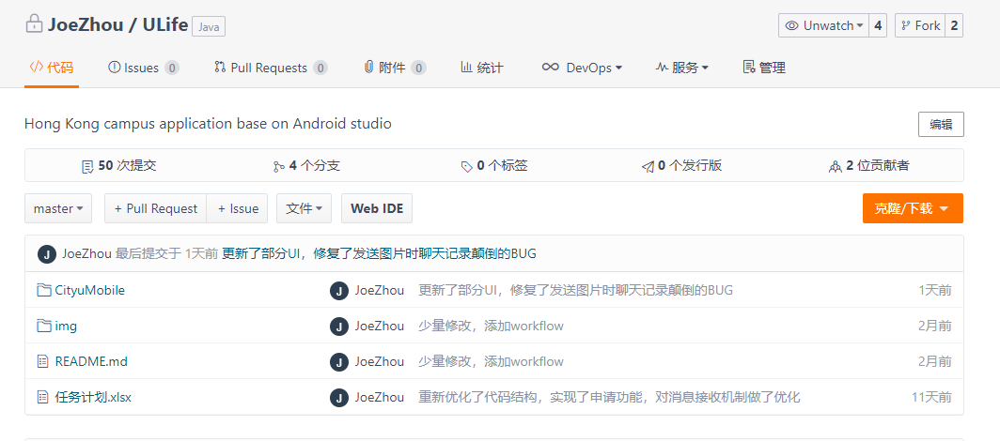 JoeZhou / ULife Java Unwatch 4 Fork 2
代码 Issues 0 Pull Requests 0 附件 0 统计 DevOps 服务 管理
Hong Kong campus application base on Android studio 编辑
50 次提交 4 个分支 0 个标签 0 个发行版 2 位贡献者
master + Pull Request + Issue 文件 Web IDE 克隆/下载
J JoeZhou 最后提交于 1天前 更新了部分UI，修复了发送图片时聊天记录颠倒的BUG
CityuMobile J JoeZhou 更新了部分UI，修复了发送图片时聊天记录颠倒的BUG 1天前
img J JoeZhou 少量修改，添加workflow 2月前
README.md J JoeZhou 少量修改，添加workflow 2月前
任务计划.xlsx J JoeZhou 重新优化了代码结构，实现了申请功能，对消息接收机制做了优化 11天前